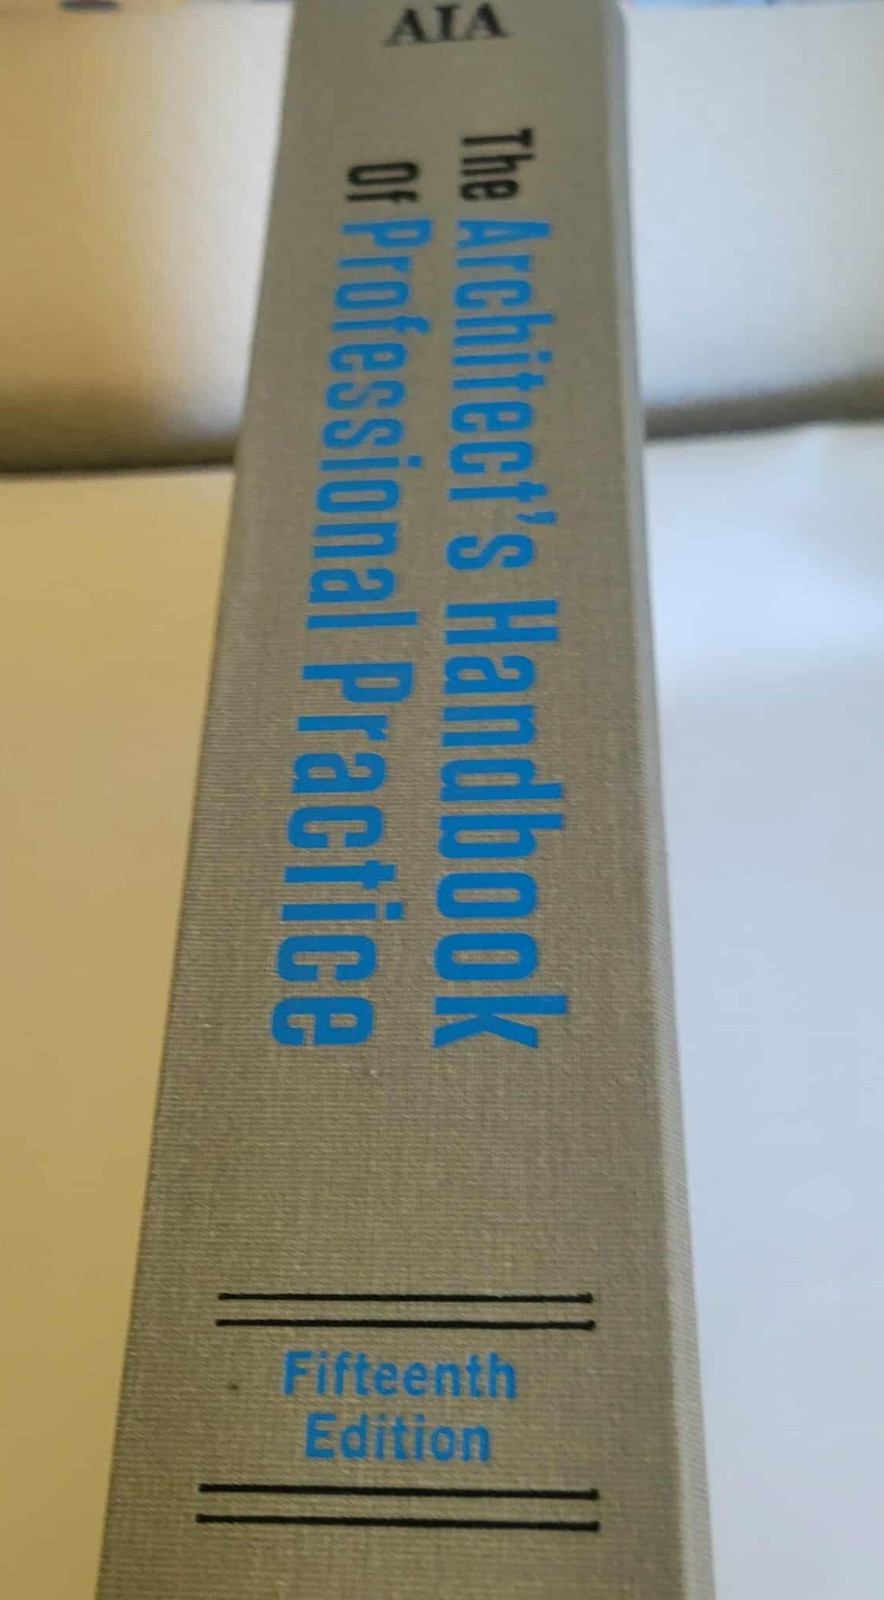 AIA
The Architect's Handbook
Of Professional Practice
Fifteenth
Edition